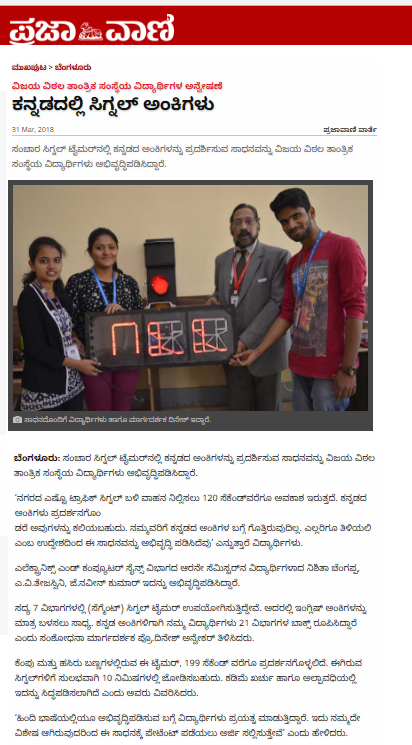 ಪ್ರಜಾವಾಣಿ
ಮುಖಪುಟ > ಬೆಂಗಳೂರು
ವಿಜಯ ವಿಠಲ ತಾಂತ್ರಿಕ ಸಂಸ್ಥೆಯ ವಿದ್ಯಾರ್ಥಿಗಳ ಅನ್ವೇಷಣೆ
ಕನ್ನಡದಲ್ಲಿ ಸಿಗ್ನಲ್ ಅಂಕಿಗಳು
31 Mar, 2018
ಪ್ರಜಾವಾಣಿ ವಾರ್ತೆ
ಸಂಚಾರ ಸಿಗ್ನಲ್ ಟೈಮರ್‌ನಲ್ಲಿ ಕನ್ನಡದ ಅಂಕಿಗಳನ್ನು ಪ್ರದರ್ಶಿಸುವ ಸಾಧನವನ್ನು ವಿಜಯ ವಿಠಲ ತಾಂತ್ರಿಕ
ಸಂಸ್ಥೆಯ ವಿದ್ಯಾರ್ಥಿಗಳು ಅಭಿವೃದ್ಧಿಪಡಿಸಿದ್ದಾರೆ.
ಸಾಧನದೊಂದಿಗೆ ವಿದ್ಯಾರ್ಥಿಗಳು ಹಾಗೂ ಮಾರ್ಗದರ್ಶಕ ದಿನೇಶ್ ಇದ್ದಾರೆ.
ಬೆಂಗಳೂರು: ಸಂಚಾರ ಸಿಗ್ನಲ್ ಟೈಮರ್‌ನಲ್ಲಿ ಕನ್ನಡದ ಅಂಕಿಗಳನ್ನು ಪ್ರದರ್ಶಿಸುವ ಸಾಧನವನ್ನು ವಿಜಯ ವಿಠಲ
ತಾಂತ್ರಿಕ ಸಂಸ್ಥೆಯ ವಿದ್ಯಾರ್ಥಿಗಳು ಅಭಿವೃದ್ಧಿಪಡಿಸಿದ್ದಾರೆ.
‘ನಗರದ ಎಷ್ಟೊ ಟ್ರಾಫಿಕ್ ಸಿಗ್ನಲ್ ಬಳಿ ವಾಹನ ನಿಲ್ಲಿಸಲು 120 ಸೆಕೆಂಡ್‌ವರೆಗೂ ಅವಕಾಶ ಇರುತ್ತದೆ. ಕನ್ನಡದ
ಅಂಕಿಗಳು ಪ್ರದರ್ಶನಗೊಂ
ಡರೆ ಅವುಗಳನ್ನು ಕಲಿಯಬಹುದು. ನಮ್ಮವರಿಗೆ ಕನ್ನಡದ ಅಂಕಿಗಳ ಬಗ್ಗೆ ಗೊತ್ತಿರುವುದಿಲ್ಲ. ಎಲ್ಲರಿಗೂ ತಿಳಿಯಲಿ
ಎಂಬ ಉದ್ದೇಶದಿಂದ ಈ ಸಾಧನವನ್ನು ಅಭಿವೃದ್ಧಿ ಪಡಿಸಿದೆವು’ ಎನ್ನುತ್ತಾರೆ ವಿದ್ಯಾರ್ಥಿಗಳು.
ಎಲೆಕ್ಟ್ರಾನಿಕ್ಸ್ ಎಂಡ್ ಕಂಪ್ಯೂಟರ್ ಸೈನ್ಸ್ ವಿಭಾಗದ ಆರನೇ ಸೆಮಿಸ್ಟರ್‌ನ ವಿದ್ಯಾರ್ಥಿಗಳಾದ ನಿಶಿತಾ ಚೆಂಗಪ್ಪ,
ಎ.ವಿ.ತೇಜಸ್ವಿನಿ, ಜೆ.ನವೀನ್ ಕುಮಾರ್ ಇದನ್ನು ಅಭಿವೃದ್ಧಿಪಡಿಸಿದ್ದಾರೆ.
ಸದ್ಯ 7 ವಿಭಾಗಗಳಲ್ಲಿ (ಸೆಗ್ಮೆಂಟ್) ಸಿಗ್ನಲ್ ಟೈಮರ್ ಉಪಯೋಗಿಸುತ್ತಿದ್ದೇವೆ. ಅದರಲ್ಲಿ ಇಂಗ್ಲಿಷ್ ಅಂಕಿಗಳನ್ನು
ಮಾತ್ರ ಬಳಸಲು ಸಾಧ್ಯ. ಕನ್ನಡ ಅಂಕಿಗಳಿಗಾಗಿ ನಮ್ಮ ವಿದ್ಯಾರ್ಥಿಗಳು 21 ವಿಭಾಗಗಳ ಬಾಕ್ಸ್ ರೂಪಿಸಿದ್ದಾರೆ
ಎಂದು ಸಂಶೋಧನಾ ಮಾರ್ಗದರ್ಶಕ ಪ್ರೊ.ದಿನೇಶ್ ಅನ್ವೇಕರ್ ತಿಳಿಸಿದರು.
ಕೆಂಪು ಮತ್ತು ಹಸಿರು ಬಣ್ಣಗಳಲ್ಲಿರುವ ಈ ಟೈಮರ್, 199 ಸೆಕೆಂಡ್ ವರೆಗೂ ಪ್ರದರ್ಶನಗೊಳ್ಳಲಿದೆ. ಈಗಿರುವ
ಸಿಗ್ನಲ್‌ಗಳಿಗೆ ಸುಲಭವಾಗಿ 10 ನಿಮಿಷಗಳಲ್ಲಿ ಜೋಡಿಸಬಹುದು. ಕಡಿಮೆ ಖರ್ಚು ಹಾಗೂ ಅಲ್ಪಾವಧಿಯಲ್ಲಿ
ಇದನ್ನು ಸಿದ್ಧಪಡಿಸಲಾಗಿದೆ ಎಂದು ಅವರು ವಿವರಿಸಿದರು.
‘ಹಿಂದಿ ಭಾಷೆಯಲ್ಲಿಯೂ ಅಭಿವೃದ್ಧಿಪಡಿಸುವ ಬಗ್ಗೆ ವಿದ್ಯಾರ್ಥಿಗಳು ಪ್ರಯತ್ನ ಮಾಡುತ್ತಿದ್ದಾರೆ. ಇದು ನಮ್ಮದೇ
ವಿಶೇಷ ಆಗಿರುವುದರಿಂದ ಈ ಸಾಧನಕ್ಕೆ ಪೇಟೆಂಟ್ ಪಡೆಯಲು ಅರ್ಜಿ ಸಲ್ಲಿಸುತ್ತೇವೆ’ ಎಂದು ಹೇಳಿದರು.